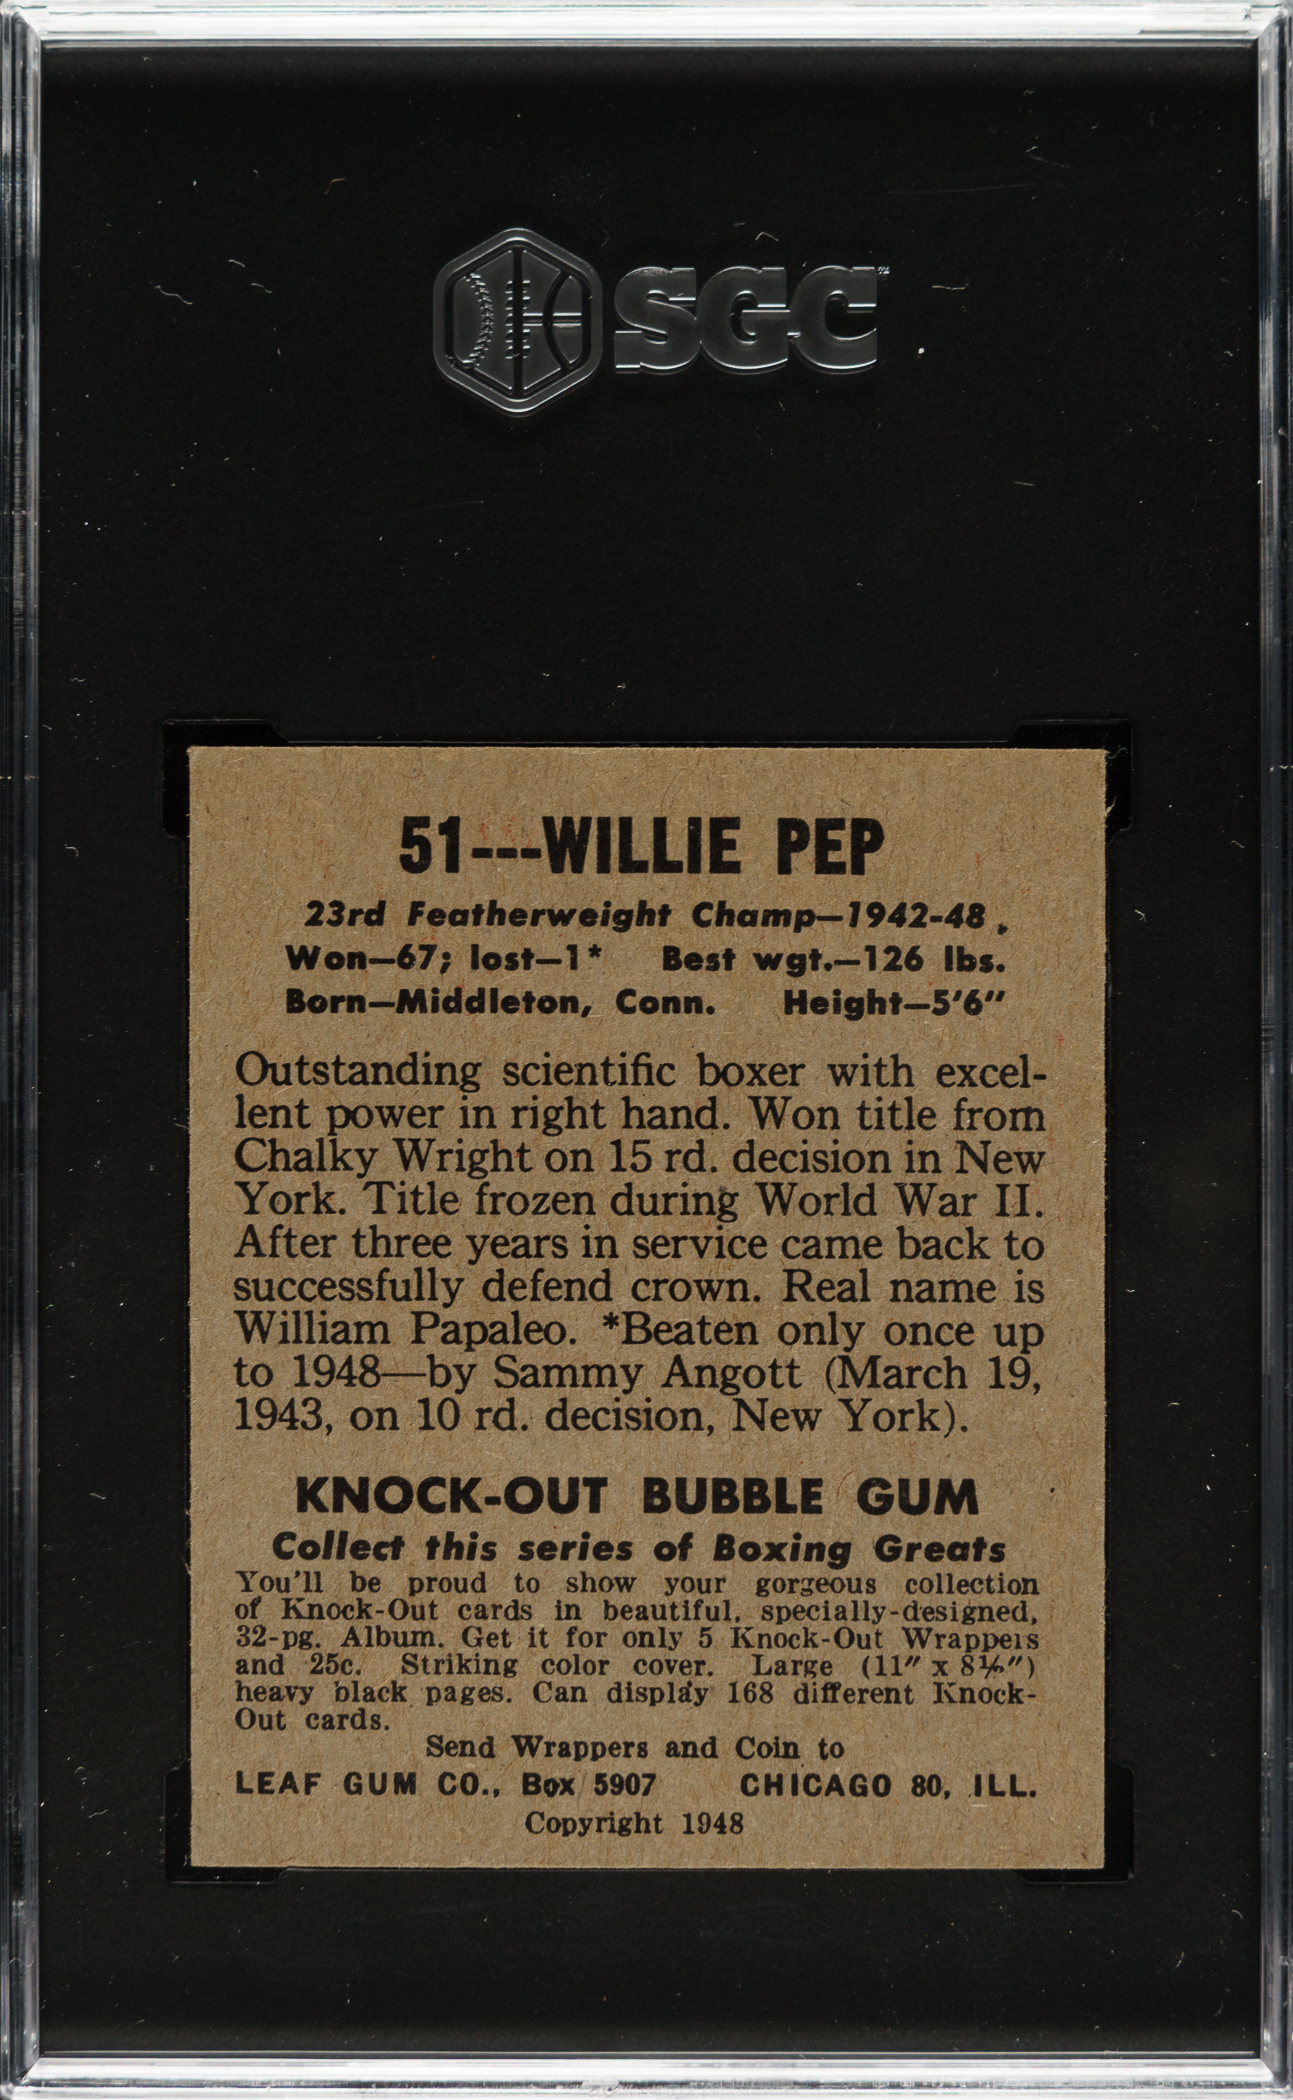 SGC
51---WILLIE PEP
23rd Featherweight Champ—1942-48.
Won—67; lost—1* Best wgt.—126 lbs.
Born—Middleton, Conn. Height—5'6"
Outstanding scientific boxer with excel-
lent power in right hand. Won title from
Chalky Wright on 15 rd. decision in New
York. Title frozen during World War II.
After three years in service came back to
successfully defend crown. Real name is
William Papaleo. *Beaten only once up
to 1948—by Sammy Angott (March 19,
1943, on 10 rd. decision, New York).
KNOCK-OUT BUBBLE GUM
Collect this series of Boxing Greats
You'll be proud to show your gorgeous collection
of Knock-Out cards in beautiful, specially-designed,
32-pg. Album. Get it for only 5 Knock-Out Wrappers
and 25c. Striking color cover. Large (11" x 8½")
heavy black pages. Can display 168 different Knock-
Out cards.
Send Wrappers and Coin to
LEAF GUM CO., Box 5907 CHICAGO 80, ILL.
Copyright 1948